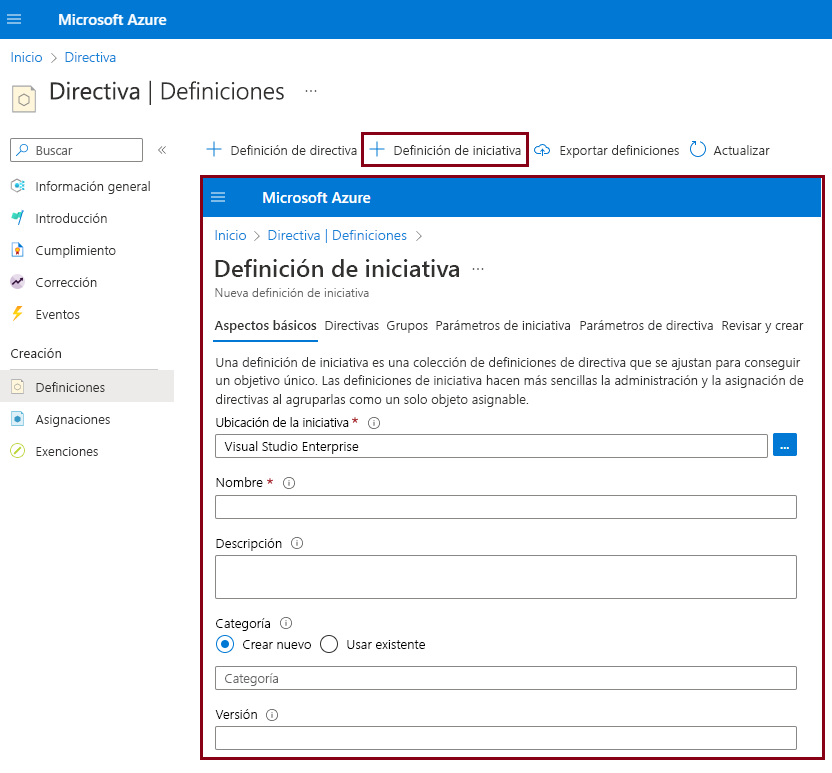 Microsoft Azure
Inicio > Directiva
Directiva | Definiciones ...
Buscar «
Información general
Introducción
Cumplimiento
Corrección
Eventos
Creación
Definiciones
Asignaciones
Exenciones
+ Definición de directiva + Definición de iniciativa Exportar definiciones Actualizar
Microsoft Azure
Inicio > Directiva | Definiciones >
Definición de iniciativa ...
Nueva definición de iniciativa
Aspectos básicos Directivas Grupos Parámetros de iniciativa Parámetros de directiva Revisar y crear
Una definición de iniciativa es una colección de definiciones de directiva que se ajustan para conseguir
un objetivo único. Las definiciones de iniciativa hacen más sencillas la administración y la asignación de
directivas al agruparlas como un solo objeto asignable.
Ubicación de la iniciativa *
Visual Studio Enterprise ...
Nombre *
Descripción
Categoría
Crear nuevo Usar existente
Categoría
Versión